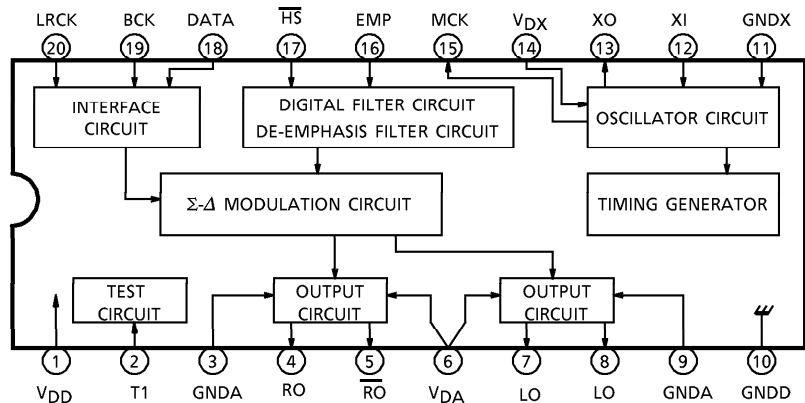 LRCK BCK DATA H̅S̅ EMP MCK VDX XO XI GNDX
20 19 18 17 16 15 14 13 12 11
INTERFACE
CIRCUIT
DIGITAL FILTER CIRCUIT
DE-EMPHASIS FILTER CIRCUIT
OSCILLATOR CIRCUIT
Σ-Δ MODULATION CIRCUIT
TIMING GENERATOR
TEST
CIRCUIT
OUTPUT
CIRCUIT
OUTPUT
CIRCUIT
1 2 3 4 5 6 7 8 9 10
VDD T1 GNDA RO R̅O̅ VDA LO LO GNDA GNDD